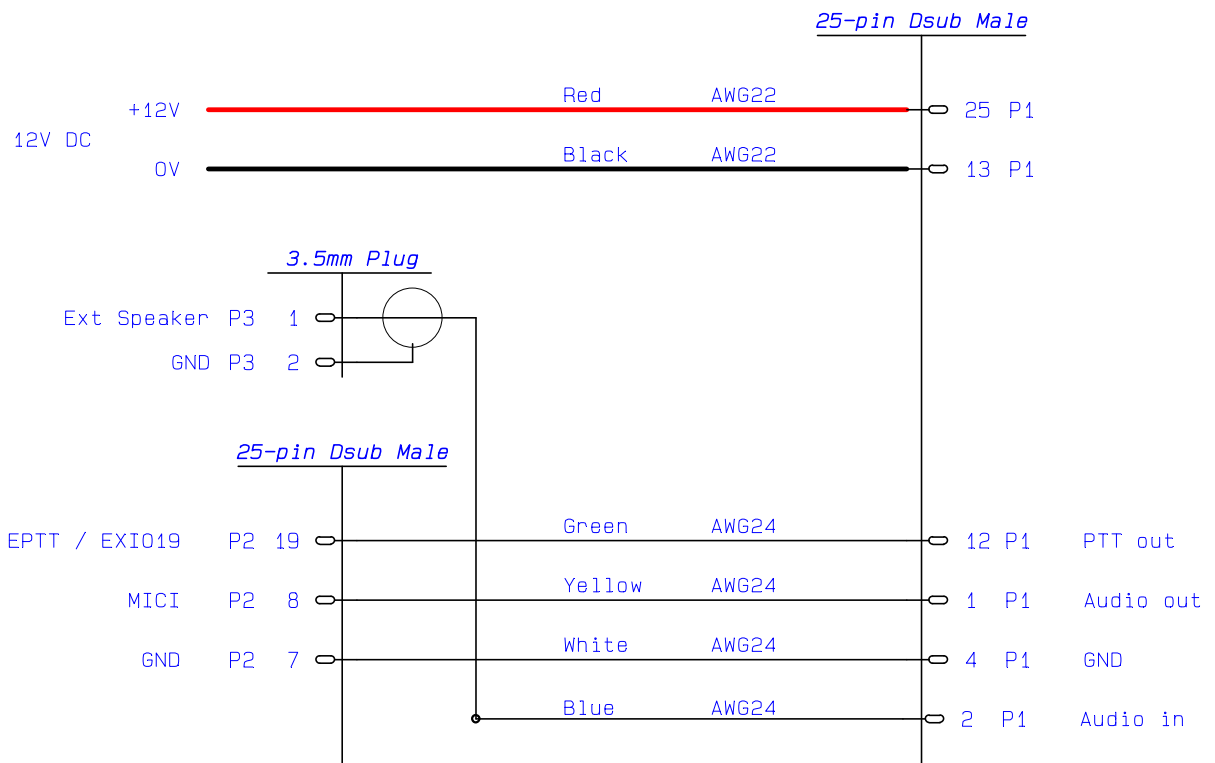 25-pin Dsub Male
Red AWG22
+12V 25 P1
12V DC
Black AWG22
0V 13 P1
3.5mm Plug
Ext Speaker P3 1
GND P3 2
25-pin Dsub Male
Green AWG24
EPTT / EXIO19 P2 19 12 P1 PTT out
Yellow AWG24
MICI P2 8 1 P1 Audio out
White AWG24
GND P2 7 4 P1 GND
Blue AWG24
2 P1 Audio in